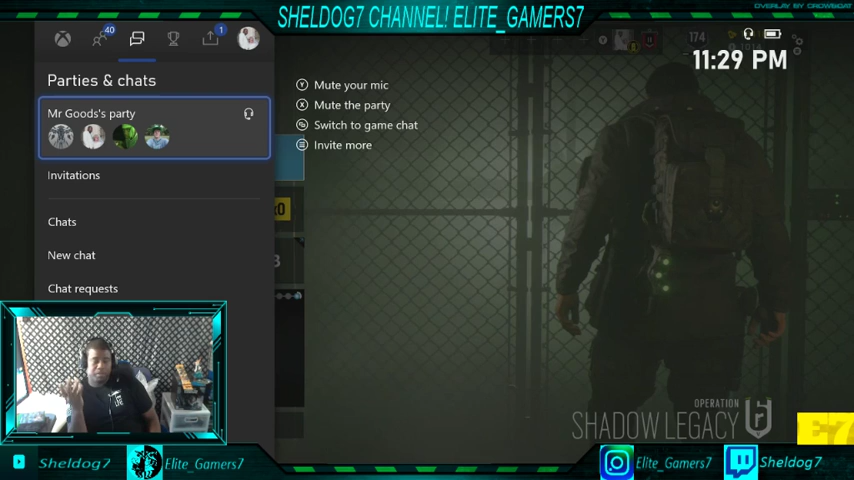 OVERLAY BY CROWBCAT
SHELDOG7 CHANNEL! ELITE_GAMERS7
40
1
174
11:29 PM
Parties & chats
Mr Goods's party
Y Mute your mic
X Mute the party
Switch to game chat
Invite more
Invitations
Chats
New chat
Chat requests
OPERATION
SHADOW LEGACY
E7
Sheldog7
Elite_Gamers7
Elite_Gamers7
Sheldog7